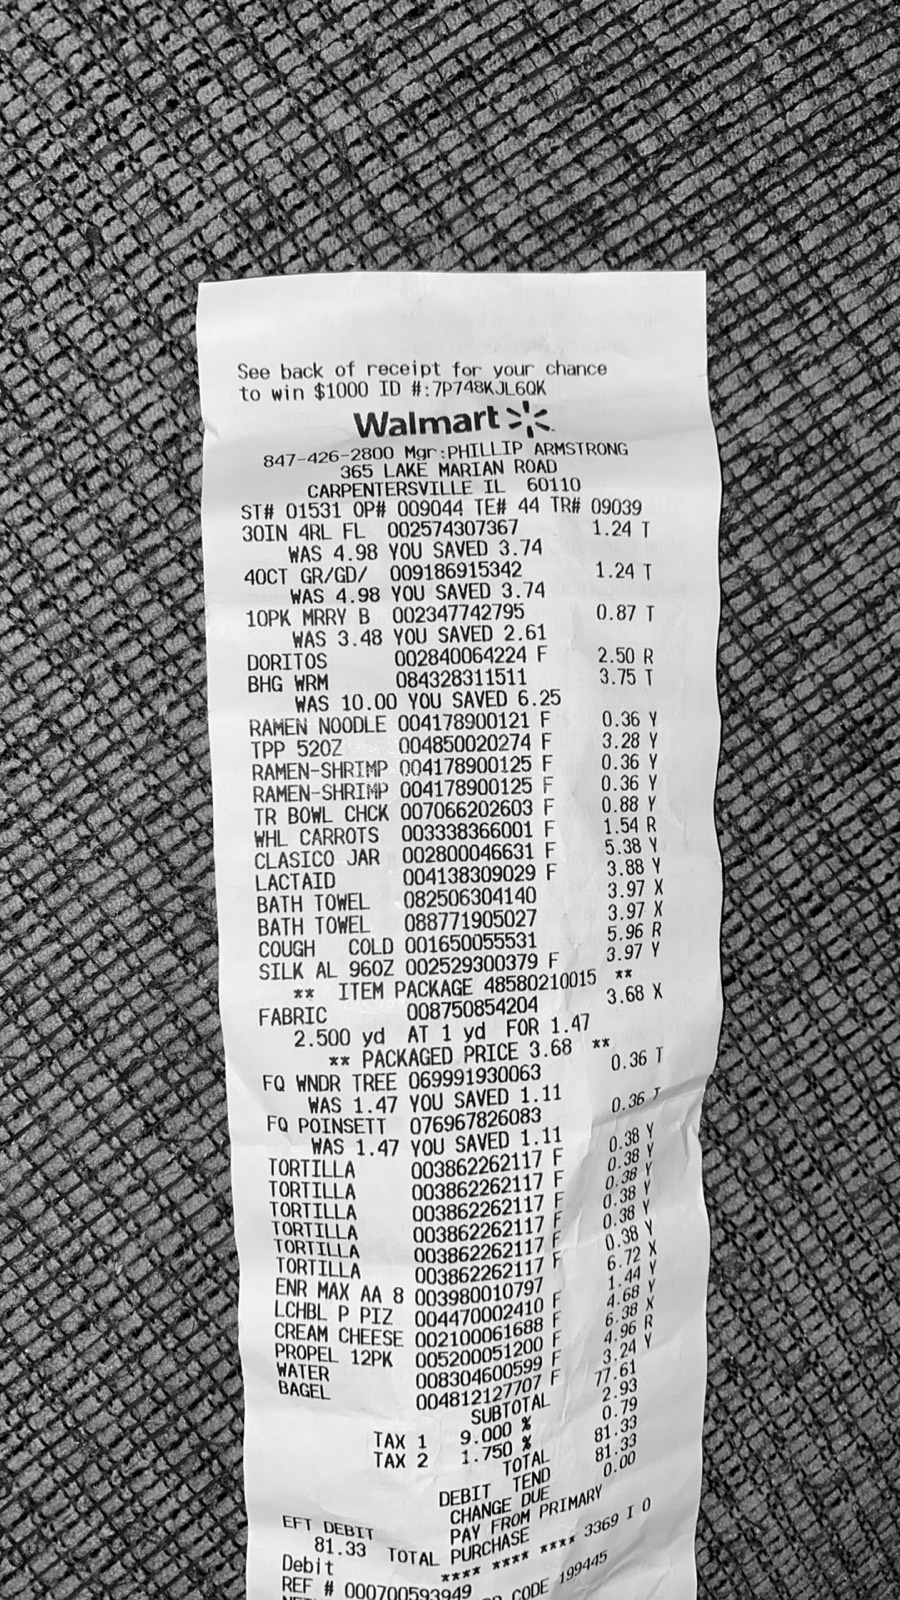 See back of receipt for your chance
to win $1000 ID #:7P748KJL6QK
Walmart
847-426-2800 Mgr:PHILLIP ARMSTRONG
365 LAKE MARIAN ROAD
CARPENTERSVILLE IL 60110
ST# 01531 OP# 009044 TE# 44 TR# 09039
30IN 4RL FL 002574307367 1.24 T
WAS 4.98 YOU SAVED 3.74
40CT GR/GD/ 009186915342 1.24 T
WAS 4.98 YOU SAVED 3.74
10PK MRRY B 002347742795 0.87 T
WAS 3.48 YOU SAVED 2.61
DORITOS 002840064224 F 2.50 R
BHG WRM 084328311511 3.75 T
WAS 10.00 YOU SAVED 6.25
RAMEN NOODLE 004178900121 F 0.36 Y
TPP 52OZ 004850020274 F 3.28 Y
RAMEN-SHRIMP 004178900125 F 0.36 Y
RAMEN-SHRIMP 004178900125 F 0.36 Y
TR BOWL CHCK 007066202603 F 0.88 Y
WHL CARROTS 003338366001 F 1.54 R
CLASICO JAR 002800046631 F 5.38 Y
LACTAID 004138309029 F 3.88 Y
BATH TOWEL 082506304140 3.97 X
BATH TOWEL 088771905027 3.97 X
COUGH COLD 001650055531 5.96 R
SILK AL 96OZ 002529300379 F 3.97 Y
** ITEM PACKAGE 48580210015 **
FABRIC 008750854204 3.68 X
2.500 yd AT 1 yd FOR 1.47
** PACKAGED PRICE 3.68 **
FQ WNDR TREE 069991930063 0.36 T
WAS 1.47 YOU SAVED 1.11
FQ POINSETT 076967826083 0.36 T
WAS 1.47 YOU SAVED 1.11
TORTILLA 003862262117 F 0.38 Y
TORTILLA 003862262117 F 0.38 Y
TORTILLA 003862262117 F 0.38 Y
TORTILLA 003862262117 F 0.38 Y
TORTILLA 003862262117 F 0.38 Y
TORTILLA 003862262117 F 0.38 Y
ENR MAX AA 8 003980010797 6.72 X
LCHBL P PIZ 004470002410 F 1.44 Y
CREAM CHEESE 002100061688 F 4.68 Y
PROPEL 12PK 005200051200 F 6.38 X
WATER 008304600599 F 4.96 R
BAGEL 004812127707 F 3.24 Y
SUBTOTAL 77.61
TAX 1 9.000 % 2.93
TAX 2 1.750 % 0.79
TOTAL 81.33
DEBIT TEND 81.33
CHANGE DUE 0.00
EFT DEBIT PAY FROM PRIMARY
81.33 TOTAL PURCHASE
Debit **** **** **** 3369 I 0
REF # 000700593949
CODE 199445